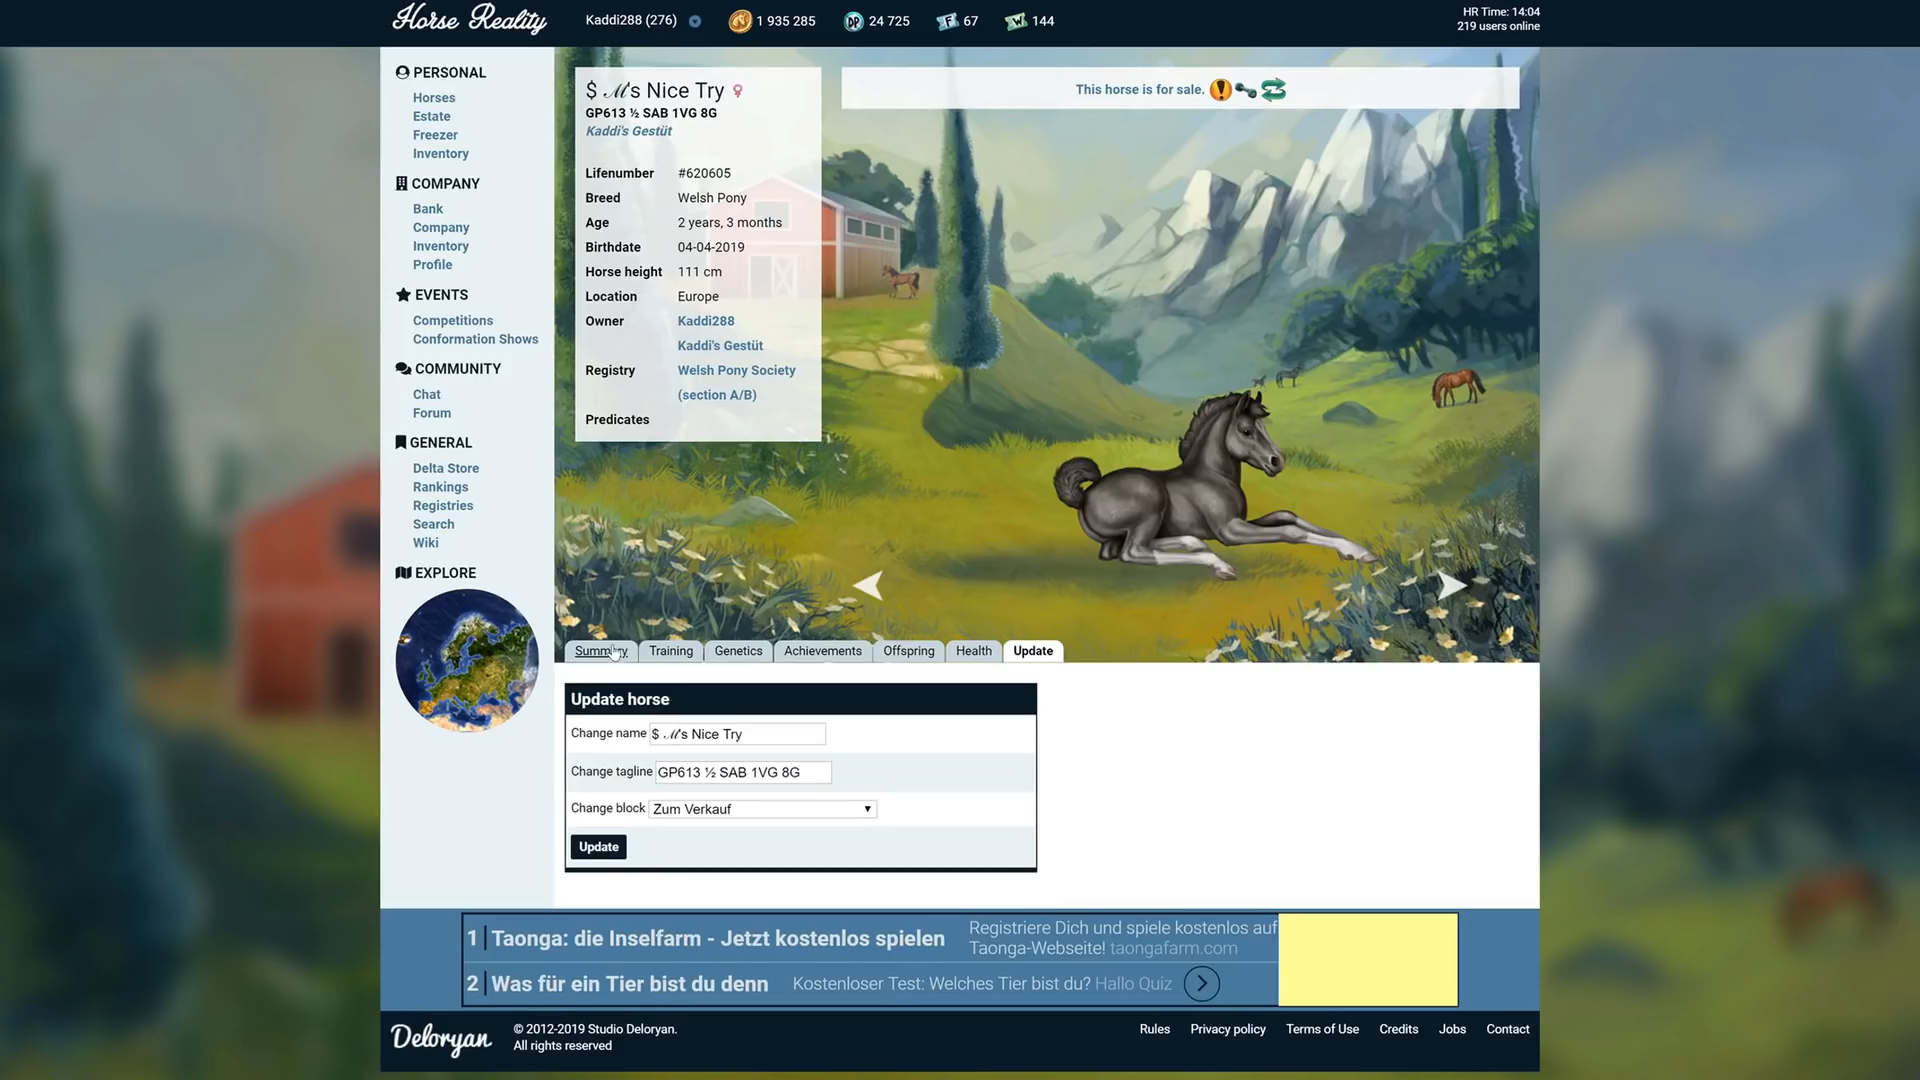 Horse Reality
Kaddi288 (276)
1 935 285
24 725
67
144
HR Time: 14:04
219 users online
PERSONAL
Horses
Estate
Freezer
Inventory
COMPANY
Bank
Company
Inventory
Profile
EVENTS
Competitions
Conformation Shows
COMMUNITY
Chat
Forum
GENERAL
Delta Store
Rankings
Registries
Search
Wiki
EXPLORE
$ ℳ's Nice Try ♀
GP613 ½ SAB 1VG 8G
Kaddi's Gestüt
Lifenumber #620605
Breed Welsh Pony
Age 2 years, 3 months
Birthdate 04-04-2019
Horse height 111 cm
Location Europe
Owner Kaddi288
Kaddi's Gestüt
Registry Welsh Pony Society
(section A/B)
Predicates
This horse is for sale.
Summary Training Genetics Achievements Offspring Health Update
Update horse
Change name $ ℳ's Nice Try
Change tagline GP613 ½ SAB 1VG 8G
Change block Zum Verkauf
Update
1 Taonga: die Inselfarm - Jetzt kostenlos spielen
Registriere Dich und spiele kostenlos auf
Taonga-Webseite! taongafarm.com
2 Was für ein Tier bist du denn
Kostenloser Test: Welches Tier bist du? Hallo Quiz
Deloryan
© 2012-2019 Studio Deloryan.
All rights reserved
Rules Privacy policy Terms of Use Credits Jobs Contact